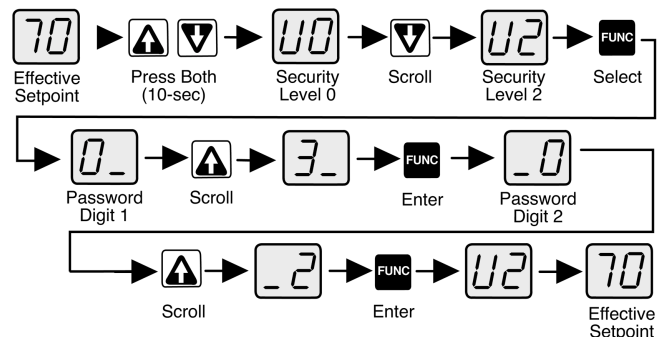 70
U0
U2
FUNC
Effective
Setpoint
Press Both
(10-sec)
Security
Level 0
Scroll
Security
Level 2
Select
0_
3_
FUNC
_0
Password
Digit 1
Scroll
Enter
Password
Digit 2
_2
FUNC
U2
70
Scroll
Enter
Effective
Setpoint